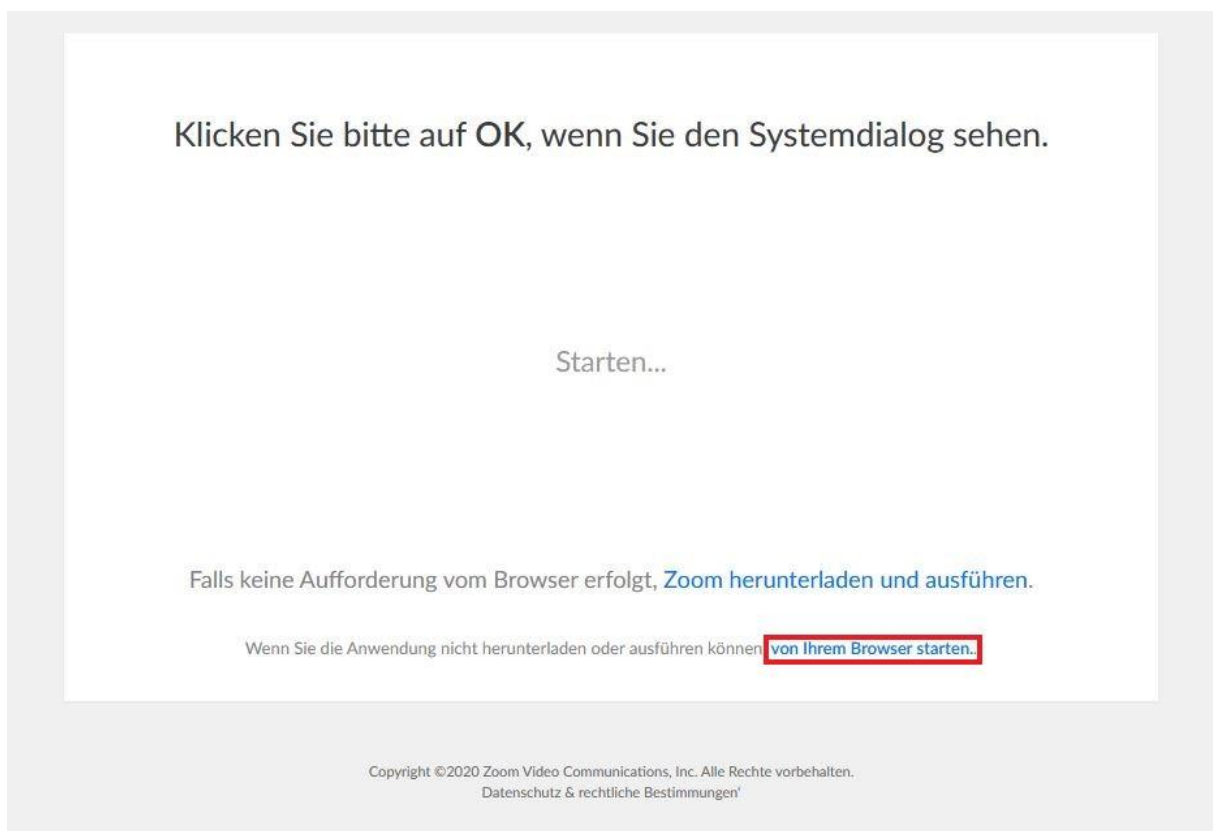 Klicken Sie bitte auf OK, wenn Sie den Systemdialog sehen.
Starten...
Falls keine Aufforderung vom Browser erfolgt, Zoom herunterladen und ausführen.
Wenn Sie die Anwendung nicht herunterladen oder ausführen können von Ihrem Browser starten..
Copyright ©2020 Zoom Video Communications, Inc. Alle Rechte vorbehalten.
Datenschutz & rechtliche Bestimmungen'